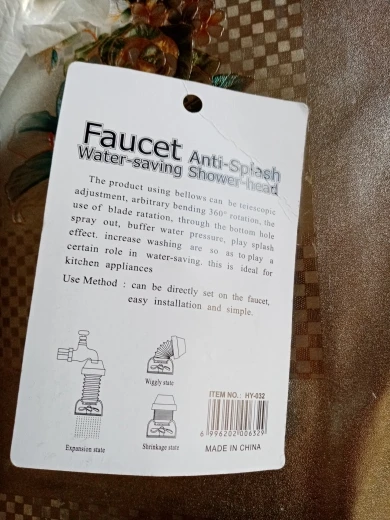 Faucet Anti-Splash
Water-saving Shower-head
The product using bellows can be telescopic
adjustment, arbitrary bending 360° rotation, the
use of blade ratation, through the bottom hole
spray out, buffer water pressure, play splash
effect. increase washing are so as to play a
certain role in water-saving. this is ideal for
kitchen appliances
Use Method : can be directly set on the faucet,
easy installation and simple.
Wiggly state
Expansion state
Shrinkage state
ITEM NO.: HY-032
6 996202 006329
MADE IN CHINA